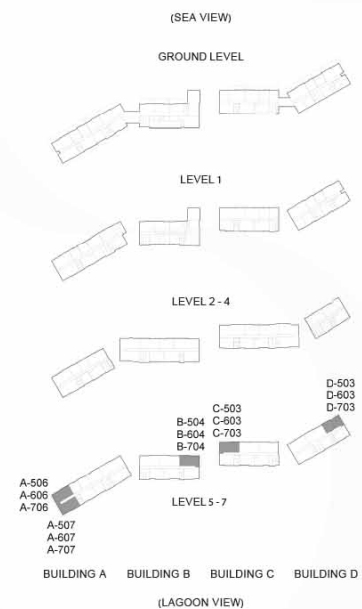 (SEA VIEW)
GROUND LEVEL
LEVEL 1
LEVEL 2 - 4
D-503
D-603
D-703
C-503
C-603
C-703
B-504
B-604
B-704
A-506
A-606
A-706
LEVEL 5 - 7
A-507
A-607
A-707
BUILDING A BUILDING B BUILDING C BUILDING D
(LAGOON VIEW)